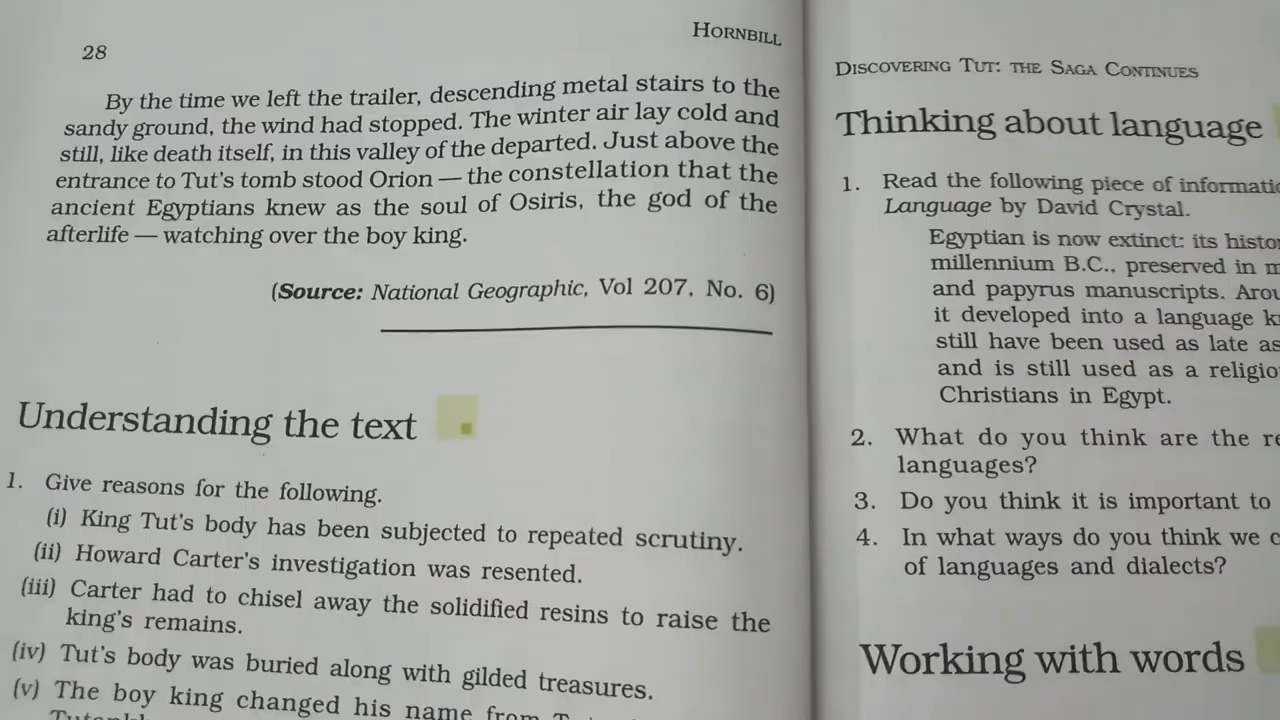 28
HORNBILL
By the time we left the trailer, descending metal stairs to the
sandy ground, the wind had stopped. The winter air lay cold and
still, like death itself, in this valley of the departed. Just above the
entrance to Tut's tomb stood Orion — the constellation that the
ancient Egyptians knew as the soul of Osiris, the god of the
afterlife — watching over the boy king.
(Source: National Geographic, Vol 207, No. 6)
Understanding the text
1. Give reasons for the following.
(i) King Tut's body has been subjected to repeated scrutiny.
(ii) Howard Carter's investigation was resented.
(iii) Carter had to chisel away the solidified resins to raise the
king's remains.
(iv) Tut's body was buried along with gilded treasures.
(v) The boy king changed his name from
DISCOVERING TUT: THE SAGA CONTINUES
Thinking about language
1. Read the following piece of
Language by David Crystal.
Egyptian is now extinct: its
millennium B.C., preserved in
and papyrus manuscripts.
it developed into a language
still have been used as late as
and is still used as a
Christians in Egypt.
2. What do you think are the
languages?
3. Do you think it is important to
4. In what ways do you think we
of languages and dialects?
Working with words